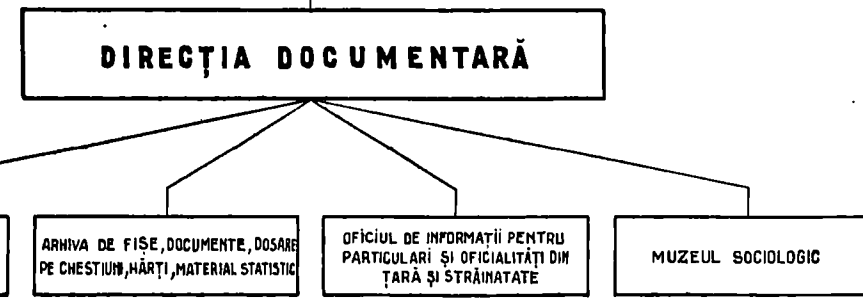 DIRECȚIA DOCUMENTARĂ
ARHIVA DE FIȘE, DOCUMENTE, DOSARE
PE CHESTIUNI, HĂRȚI, MATERIAL STATISTIC
OFICIUL DE INFORMAȚII PENTRU
PARTICULARI ȘI OFICIALITĂȚI DIN
ȚARĂ ȘI STRĂINATATE
MUZEUL SOCIOLOGIC